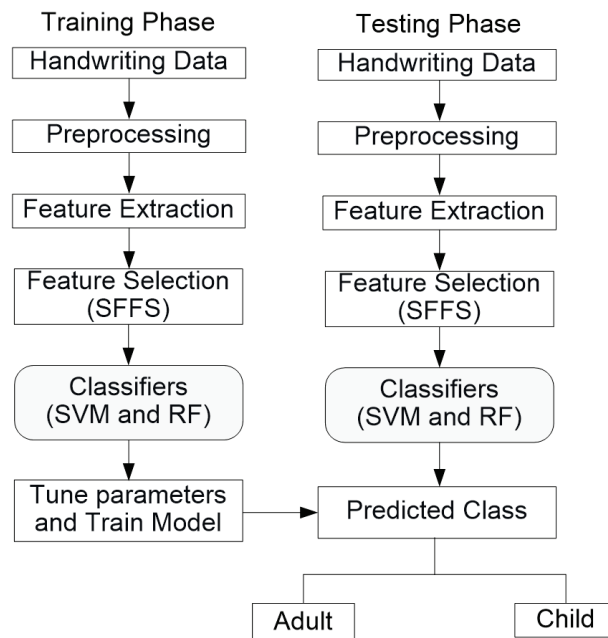 Training Phase
Handwriting Data
Preprocessing
Feature Extraction
Feature Selection
(SFFS)
Classifiers
(SVM and RF)
Tune parameters
and Train Model
Testing Phase
Handwriting Data
Preprocessing
Feature Extraction
Feature Selection
(SFFS)
Classifiers
(SVM and RF)
Predicted Class
Adult
Child